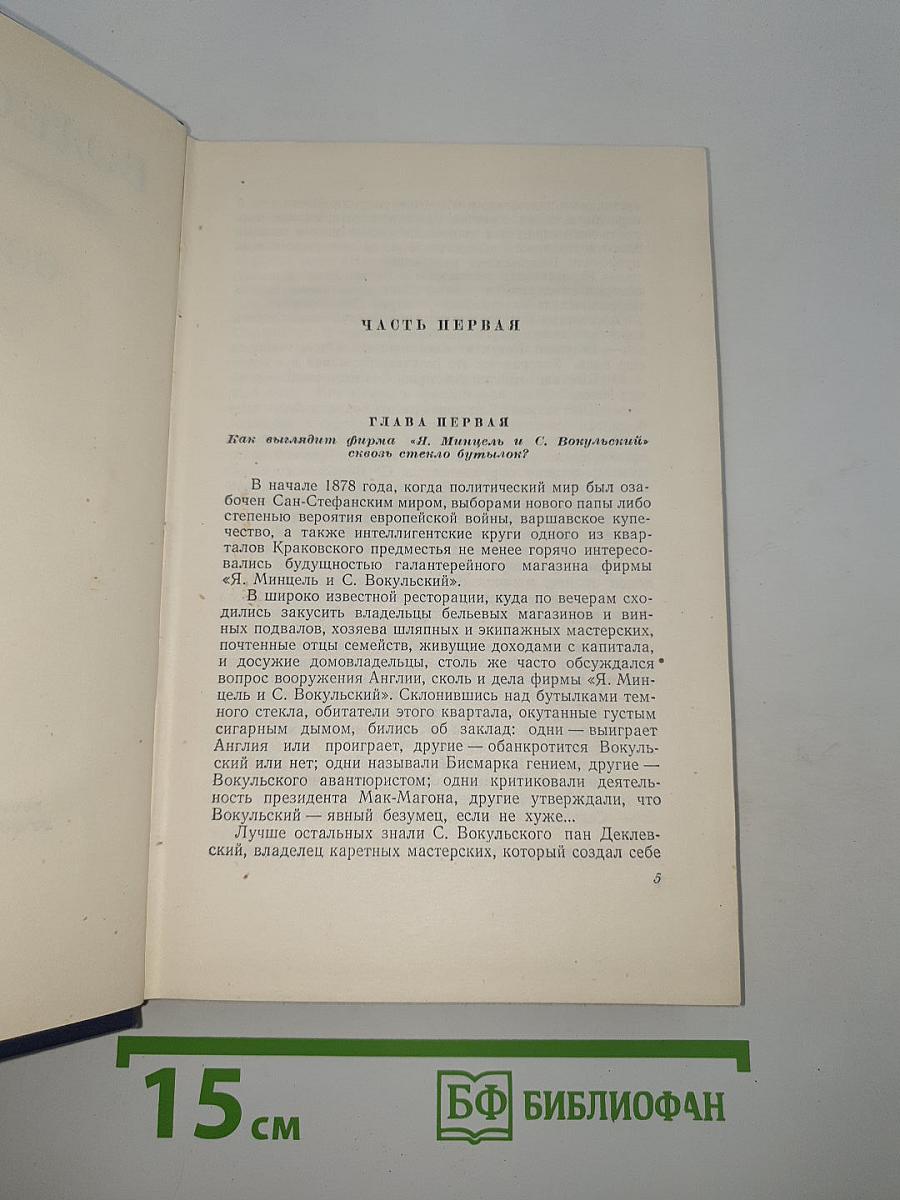 ЧАСТЬ ПЕРВАЯ
ГЛАВА ПЕРВАЯ
Как выглядит фирма «Я. Минцель и С. Вокульский»
сквозь стекло бутылок?
В начале 1878 года, когда политический мир был оза-
бочен Сан-Стефанским миром, выборами нового папы либо
степенью вероятия европейской войны, варшавское купе-
чество, а также интеллигентские круги одного из квар-
талов Краковского предместья не менее горячо интересо-
вались будущностью галантерейного магазина фирмы
«Я. Минцель и С. Вокульский».
В широко известной ресторации, куда по вечерам схо-
дились закусить владельцы бельевых магазинов и вин-
ных подвалов, хозяева шляпных и экипажных мастерских,
почтенные отцы семейств, живущие доходами с капитала,
и досужие домовладельцы, столь же часто обсуждался
вопрос вооружения Англии, сколь и дела фирмы «Я. Мин-
цель и С. Вокульский». Склонившись над бутылками тем-
ного стекла, обитатели этого квартала, окутанные густым
сигарным дымом, бились об заклад: одни — выиграет
Англия или проиграет, другие — обанкротится Вокуль-
ский или нет; одни называли Бисмарка гением, другие —
Вокульского авантюристом; одни критиковали деятель-
ность президента Мак-Магона, другие утверждали, что
Вокульский — явный безумец, если не хуже...
Лучше остальных знали С. Вокульского пан Деклев-
ский, владелец каретных мастерских, который создал себе
5
15 см
БФ БИБЛИОФАН